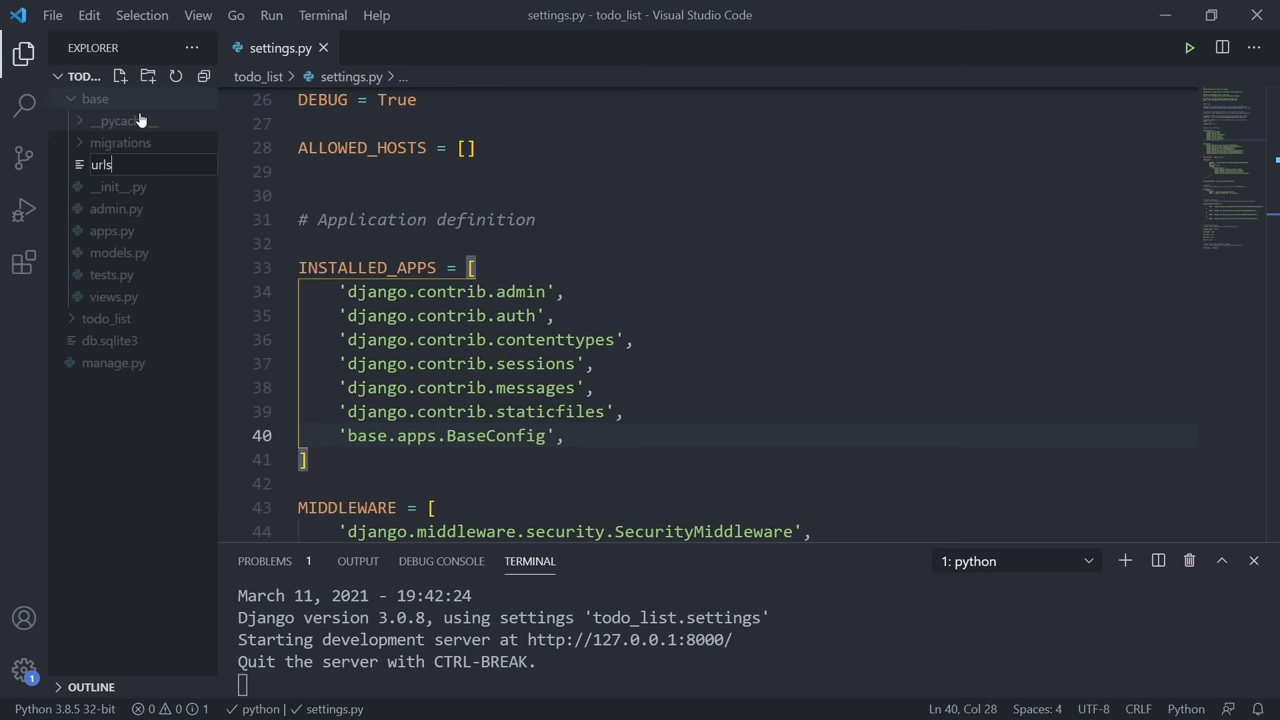 File Edit Selection View Go Run Terminal Help
settings.py - todo_list - Visual Studio Code
EXPLORER
settings.py
TOD...
todo_list > settings.py > ...
base
migrations
urls
__init__.py
admin.py
apps.py
models.py
tests.py
views.py
todo_list
db.sqlite3
manage.py
26 DEBUG = True
27
28 ALLOWED_HOSTS = []
29
30
31 # Application definition
32
33 INSTALLED_APPS = [
34 'django.contrib.admin',
35 'django.contrib.auth',
36 'django.contrib.contenttypes',
37 'django.contrib.sessions',
38 'django.contrib.messages',
39 'django.contrib.staticfiles',
40 'base.apps.BaseConfig',
41 ]
42
43 MIDDLEWARE = [
44 'django.middleware.security.SecurityMiddleware',
PROBLEMS 1 OUTPUT DEBUG CONSOLE TERMINAL
1: python
March 11, 2021 - 19:42:24
Django version 3.0.8, using settings 'todo_list.settings'
Starting development server at http://127.0.0.1:8000/
Quit the server with CTRL-BREAK.
1
OUTLINE
Python 3.8.5 32-bit 0 0 1 python | settings.py
Ln 40, Col 28 Spaces: 4 UTF-8 CRLF Python